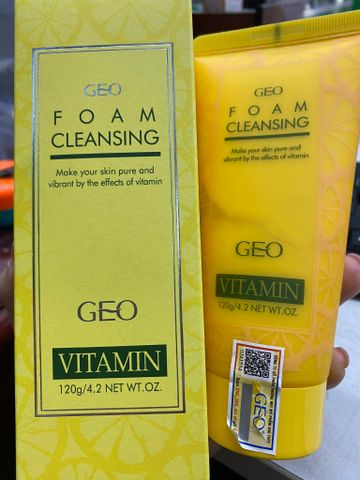 GEO
FOAM
CLEANSING
Make your skin pure and
vibrant by the effects of vitamin
GEO
VITAMIN
120g/4.2 NET WT.OZ.
GEO
FOAM
CLEANSING
Make your skin pure and
vibrant by the effects of vitamin
GEO
VITAMIN
120g/4.2 NET WT.OZ.
GEO